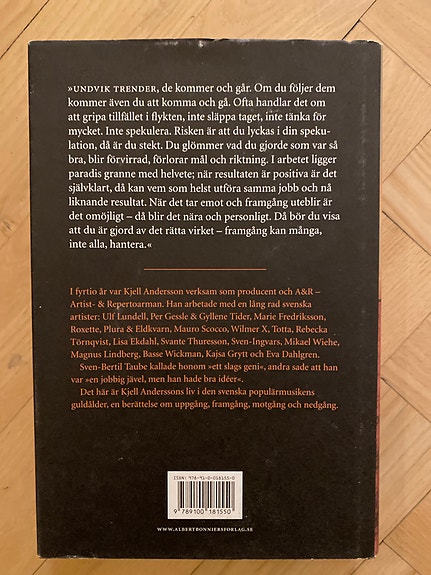 »UNDVIK TRENDER, de kommer och går. Om du följer dem
kommer även du att komma och gå. Ofta handlar det om
att gripa tillfället i flykten, inte släppa taget, inte tänka för
mycket. Inte spekulera. Risken är att du lyckas i din speku-
lation, då är du stekt. Du glömmer vad du gjorde som var så
bra, blir förvirrad, förlorar mål och riktning. I arbetet ligger
paradis granne med helvete; när resultaten är positiva är det
självklart, då kan vem som helst utföra samma jobb och nå
liknande resultat. När det tar emot och framgång uteblir är
det omöjligt – då blir det nära och personligt. Då bör du visa
att du är gjord av det rätta virket – framgång kan många,
inte alla, hantera.«
I fyrtio år var Kjell Andersson verksam som producent och A&R –
Artist- & Repertoarman. Han arbetade med en lång rad svenska
artister: Ulf Lundell, Per Gessle & Gyllene Tider, Marie Fredriksson,
Roxette, Plura & Eldkvarn, Mauro Scocco, Wilmer X, Totta, Rebecka
Törnqvist, Lisa Ekdahl, Svante Thuresson, Sven-Ingvars, Mikael Wiehe,
Magnus Lindberg, Basse Wickman, Kajsa Grytt och Eva Dahlgren.
Sven-Bertil Taube kallade honom »ett slags geni«, andra sade att han
var »en jobbig jävel, men han hade bra idéer«.
Det här är Kjell Anderssons liv i den svenska populärmusikens
guldålder, en berättelse om uppgång, framgång, motgång och nedgång.
ISBN: 978-91-0-018155-0
9 789100 181550
WWW.ALBERTBONNIERSFORLAG.SE